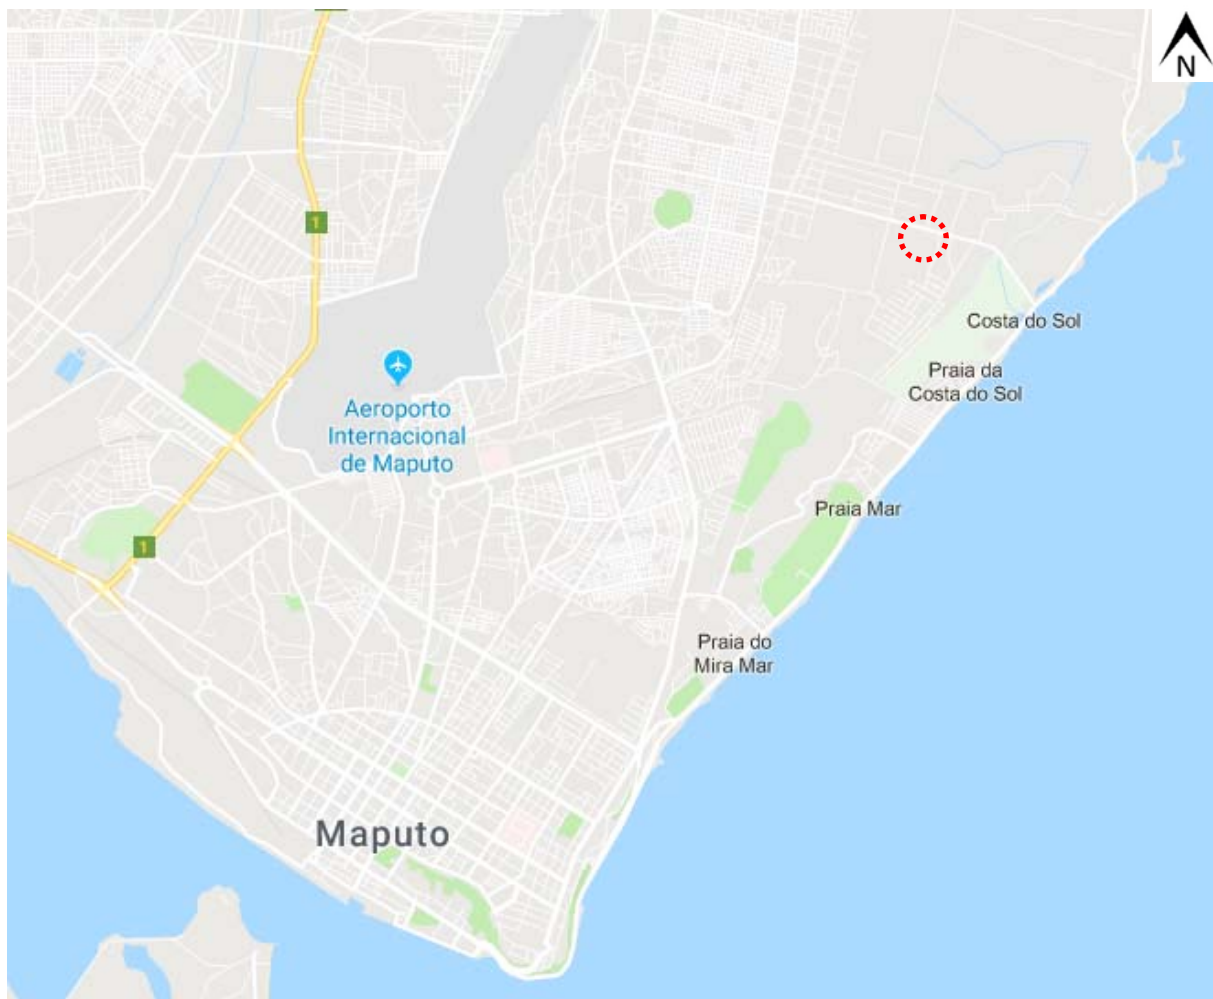 N
1
Costa do Sol
Praia da
Costa do Sol
Aeroporto
Internacional
de Maputo
Praia Mar
1
Praia do
Mira Mar
Maputo